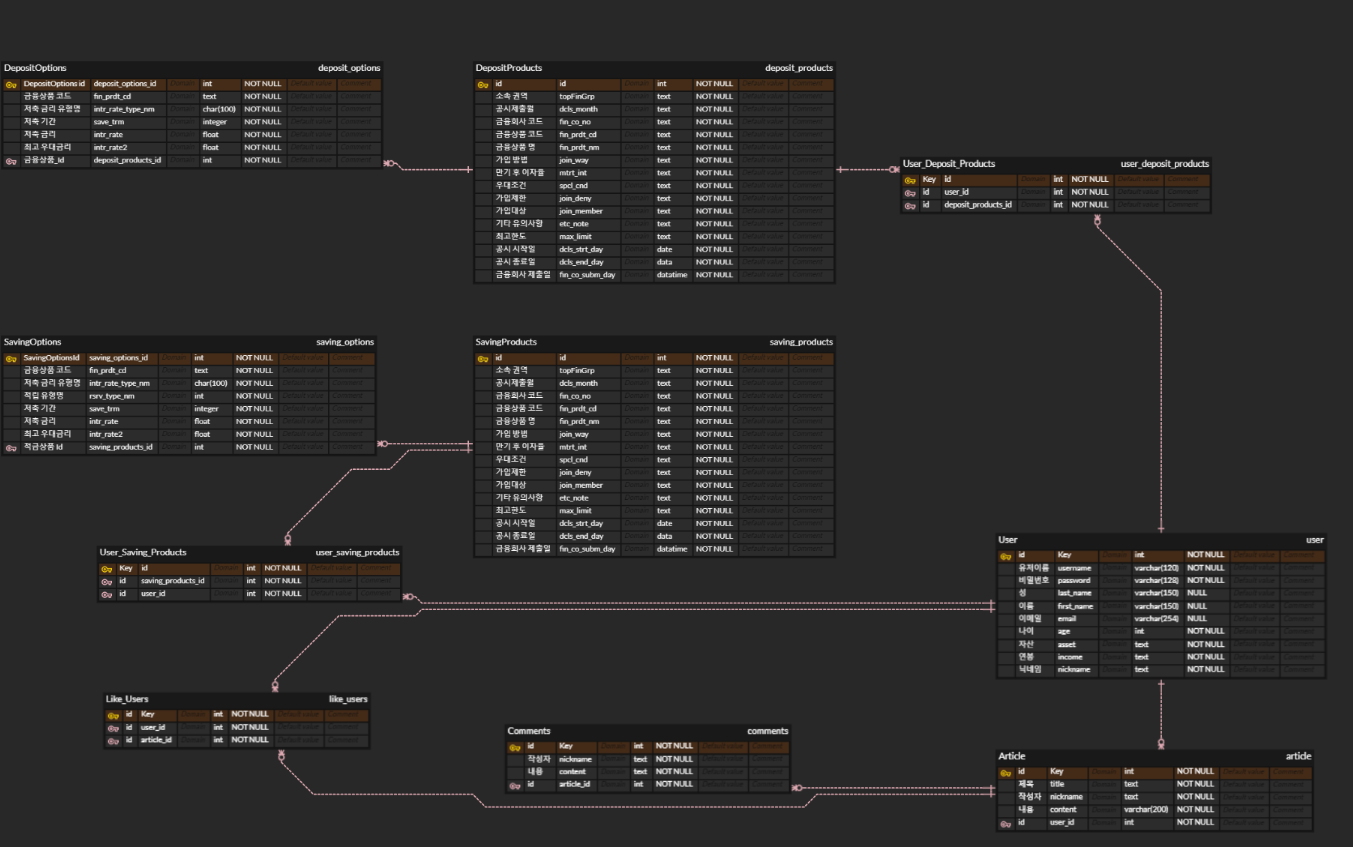 DepositOptions deposit_options
DepositOptions id deposit_options_id Domain int NOT NULL Default value Comment
금융상품 코드 fin_prdt_cd Domain text NOT NULL Default value Comment
저축 금리 유형명 intr_rate_type_nm Domain char(100) NOT NULL Default value Comment
저축 기간 save_trm Domain integer NOT NULL Default value Comment
저축 금리 intr_rate Domain float NOT NULL Default value Comment
최고 우대금리 intr_rate2 Domain float NOT NULL Default value Comment
금융상품_Id deposit_products_id Domain int NOT NULL Default value Comment
DepositProducts deposit_products
id id Domain int NOT NULL Default value Comment
소속 권역 topFinGrp Domain text NOT NULL Default value Comment
공시제출월 dcls_month Domain text NOT NULL Default value Comment
금융회사 코드 fin_co_no Domain text NOT NULL Default value Comment
금융상품 코드 fin_prdt_cd Domain text NOT NULL Default value Comment
금융상품 명 fin_prdt_nm Domain text NOT NULL Default value Comment
가입 방법 join_way Domain text NOT NULL Default value Comment
만기 후 이자율 mtrt_int Domain text NOT NULL Default value Comment
우대조건 spcl_cnd Domain text NOT NULL Default value Comment
가입제한 join_deny Domain text NOT NULL Default value Comment
가입대상 join_member Domain text NOT NULL Default value Comment
기타 유의사항 etc_note Domain text NOT NULL Default value Comment
최고한도 max_limit Domain text NOT NULL Default value Comment
공시 시작일 dcls_strt_day Domain date NOT NULL Default value Comment
공시 종료일 dcls_end_day Domain data NOT NULL Default value Comment
금융회사 제출일 fin_co_subm_day Domain datatime NOT NULL Default value Comment
User_Deposit_Products user_deposit_products
Key id Domain int NOT NULL Default value Comment
id user_id Domain int NOT NULL Default value Comment
id deposit_products_id Domain int NOT NULL Default value Comment
SavingOptions saving_options
SavingOptionsId saving_options_id Domain int NOT NULL Default value Comment
금융상품 코드 fin_prdt_cd Domain text NOT NULL Default value Comment
저축 금리 유형명 intr_rate_type_nm Domain char(100) NOT NULL Default value Comment
적립 유형명 rsrv_type_nm Domain int NOT NULL Default value Comment
저축 기간 save_trm Domain integer NOT NULL Default value Comment
저축 금리 intr_rate Domain float NOT NULL Default value Comment
최고 우대금리 intr_rate2 Domain float NOT NULL Default value Comment
적금상품 Id saving_products_id Domain int NOT NULL Default value Comment
SavingProducts saving_products
id id Domain int NOT NULL Default value Comment
소속 권역 topFinGrp Domain text NOT NULL Default value Comment
공시제출월 dcls_month Domain text NOT NULL Default value Comment
금융회사 코드 fin_co_no Domain text NOT NULL Default value Comment
금융상품 코드 fin_prdt_cd Domain text NOT NULL Default value Comment
금융상품 명 fin_prdt_nm Domain text NOT NULL Default value Comment
가입 방법 join_way Domain text NOT NULL Default value Comment
만기 후 이자율 mtrt_int Domain text NOT NULL Default value Comment
우대조건 spcl_cnd Domain text NOT NULL Default value Comment
가입제한 join_deny Domain text NOT NULL Default value Comment
가입대상 join_member Domain text NOT NULL Default value Comment
기타 유의사항 etc_note Domain text NOT NULL Default value Comment
최고한도 max_limit Domain text NOT NULL Default value Comment
공시 시작일 dcls_strt_day Domain date NOT NULL Default value Comment
공시 종료일 dcls_end_day Domain data NOT NULL Default value Comment
금융회사 제출일 fin_co_subm_day Domain datatime NOT NULL Default value Comment
User_Saving_Products user_saving_products
Key id Domain int NOT NULL Default value Comment
id saving_products_id Domain int NOT NULL Default value Comment
id user_id Domain int NOT NULL Default value Comment
User user
id Key Domain int NOT NULL Default value Comment
유저이름 username Domain varchar(120) NOT NULL Default value Comment
비밀번호 password Domain varchar(128) NOT NULL Default value Comment
성 last_name Domain varchar(150) NULL Default value Comment
이름 first_name Domain varchar(150) NULL Default value Comment
이메일 email Domain varchar(254) NULL Default value Comment
나이 age Domain int NOT NULL Default value Comment
자산 asset Domain text NOT NULL Default value Comment
연봉 income Domain text NOT NULL Default value Comment
닉네임 nickname Domain text NOT NULL Default value Comment
Like_Users like_users
id Key Domain int NOT NULL Default value Comment
id user_id Domain int NOT NULL Default value Comment
id article_id Domain int NOT NULL Default value Comment
Comments comments
id Key Domain int NOT NULL Default value Comment
작성자 nickname Domain text NOT NULL Default value Comment
내용 content Domain text NOT NULL Default value Comment
id article_id Domain int NOT NULL Default value Comment
Article article
id Key Domain int NOT NULL Default value Comment
제목 title Domain text NOT NULL Default value Comment
작성자 nickname Domain text NOT NULL Default value Comment
내용 content Domain varchar(200) NOT NULL Default value Comment
id user_id Domain int NOT NULL Default value Comment